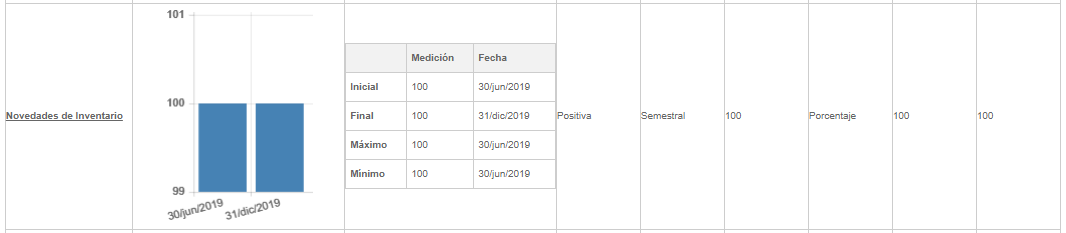 Novedades de Inventario
101
100
99
30/jun/2019
31/dic/2019
Medición Fecha
Inicial 100 30/jun/2019
Final 100 31/dic/2019
Máximo 100 30/jun/2019
Mínimo 100 30/jun/2019
Positiva
Semestral
100
Porcentaje
100
100